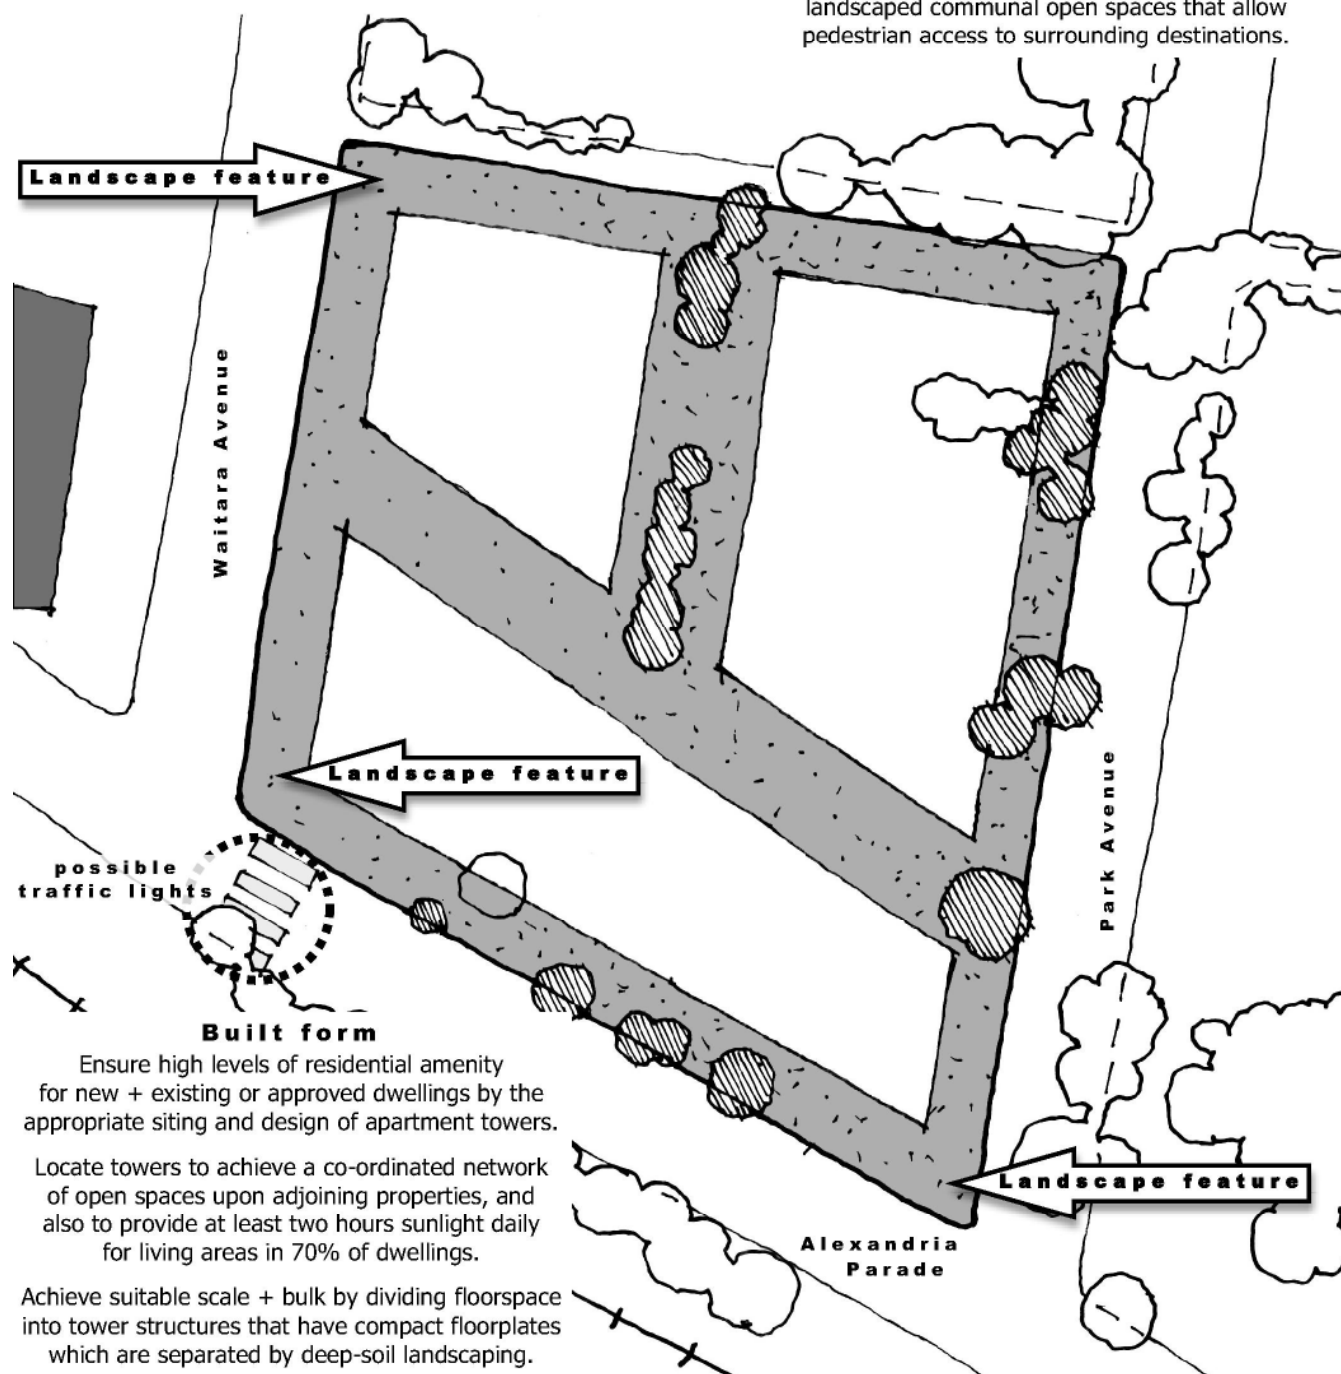 landscaped communal open spaces that allow
pedestrian access to surrounding destinations.
Landscape feature
Waitara Avenue
Landscape feature
Park Avenue
possible
traffic lights
Built form
Ensure high levels of residential amenity
for new + existing or approved dwellings by the
appropriate siting and design of apartment towers.
Locate towers to achieve a co-ordinated network
of open spaces upon adjoining properties, and
also to provide at least two hours sunlight daily
for living areas in 70% of dwellings.
Achieve suitable scale + bulk by dividing floorspace
into tower structures that have compact floorplates
which are separated by deep-soil landscaping.
Landscape feature
Alexandria
Parade